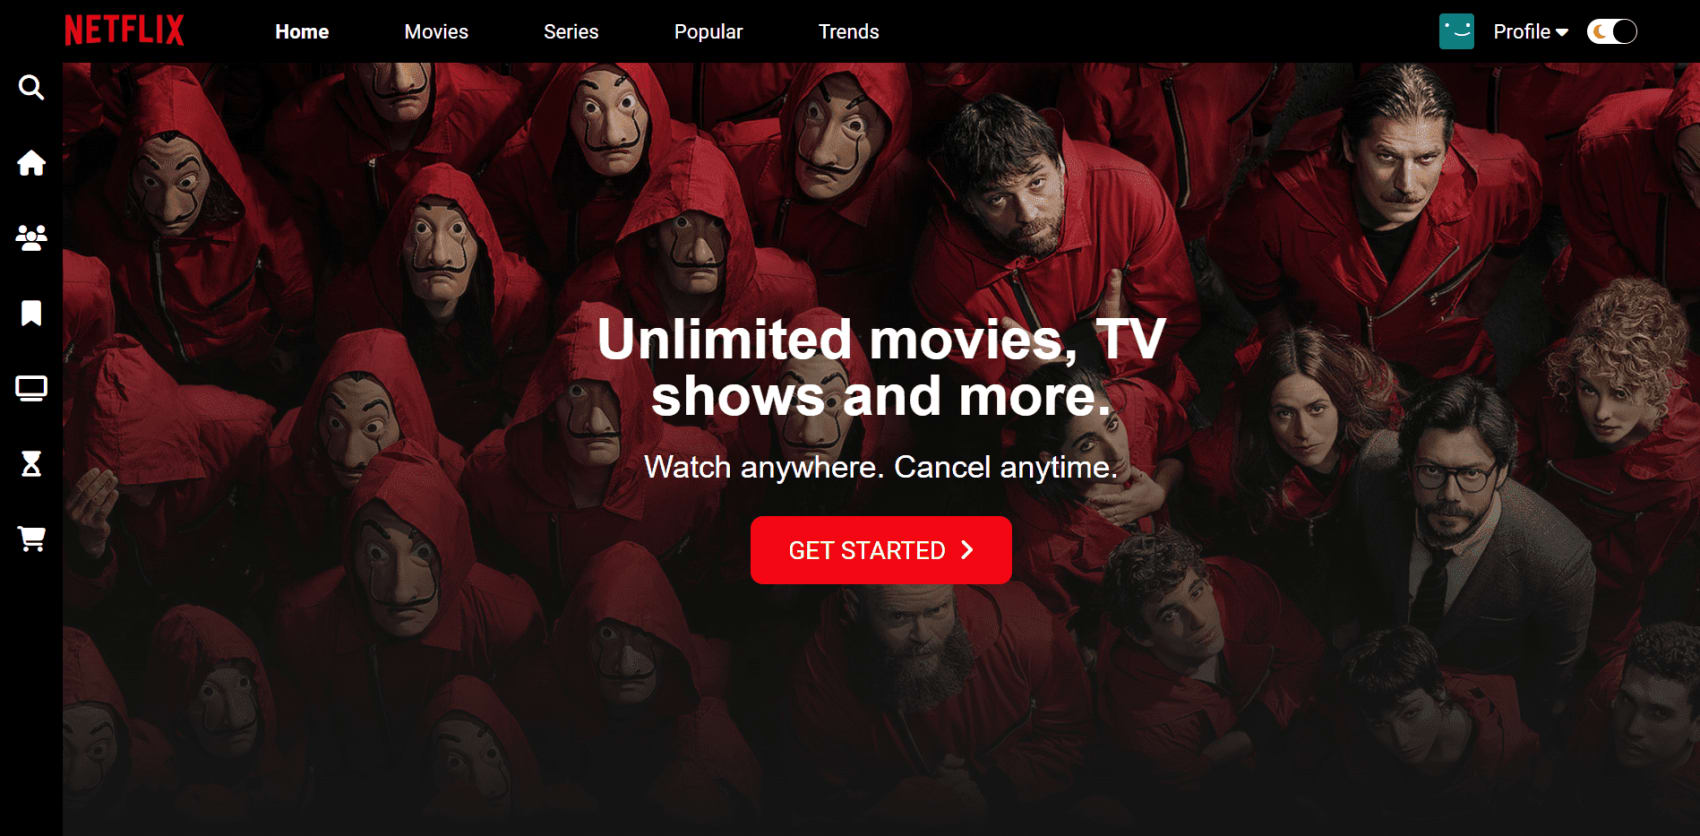 NETFLIX
Home
Movies
Series
Popular
Trends
Profile
Unlimited movies, TV
shows and more.
Watch anywhere. Cancel anytime.
GET STARTED